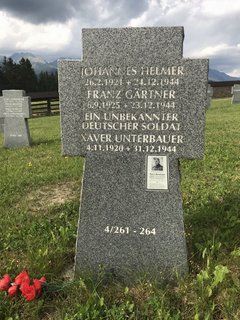 JOHANNES HELMER
26.2.1921 + 24.12.1944
FRANZ GÄRTNER
6.9.1925 + 23.12.1944
EIN UNBEKANNTER
DEUTSCHER SOLDAT
XAVER UNTERBAUER
4.11.1920 + 31.12.1944
4/261 - 264